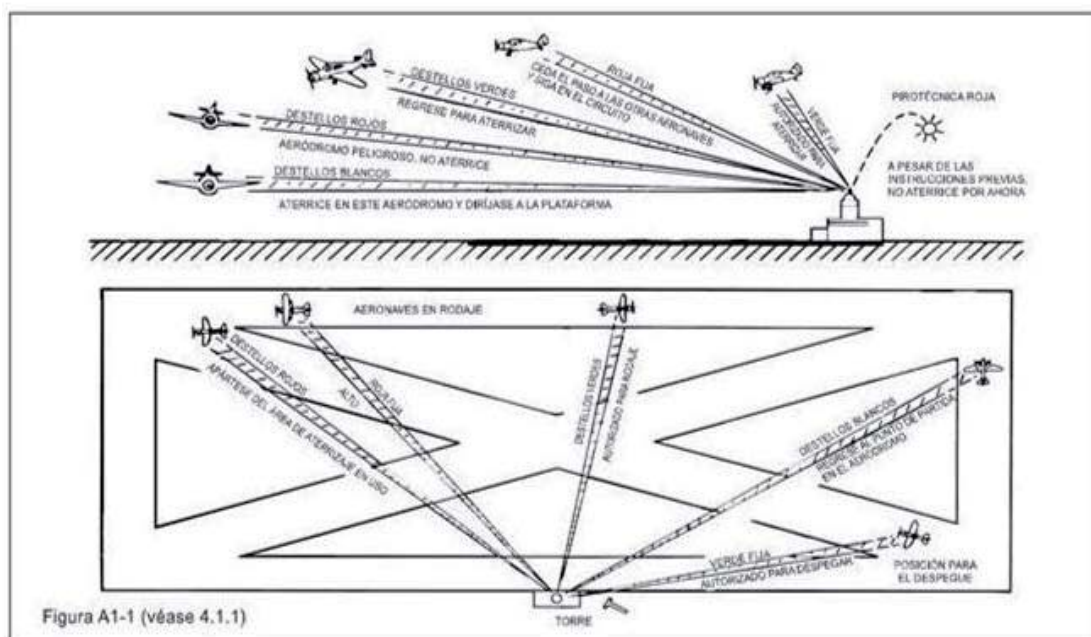 ROJA FIJA
CEDA EL PASO A LAS OTRAS AERONAVES
Y SIGA EN EL CIRCUITO
DESTELLOS VERDES
REGRESE PARA ATERRIZAR
VERDE FIJA
AUTORIZADO PARA
ATERRIZAR
PIROTÉCNICA ROJA
DESTELLOS ROJOS
AERÓDROMO PELIGROSO, NO ATERRICE
A PESAR DE LAS
INSTRUCCIONES PREVIAS,
NO ATERRICE POR AHORA
DESTELLOS BLANCOS
ATERRICE EN ESTE AERÓDROMO Y DIRÍJASE A LA PLATAFORMA
AERONAVES EN RODAJE
DESTELLOS ROJOS
APÁRTESE DEL ÁREA DE ATERRIZAJE EN USO
ROJA FIJA
ALTO
DESTELLOS VERDES
AUTORIZADO PARA RODAJE
DESTELLOS BLANCOS
REGRESE AL PUNTO DE PARTIDA
EN EL AERÓDROMO
VERDE FIJA
AUTORIZADO PARA DESPEGAR
POSICIÓN PARA
EL DESPEGUE
TORRE
Figura A1-1 (véase 4.1.1)